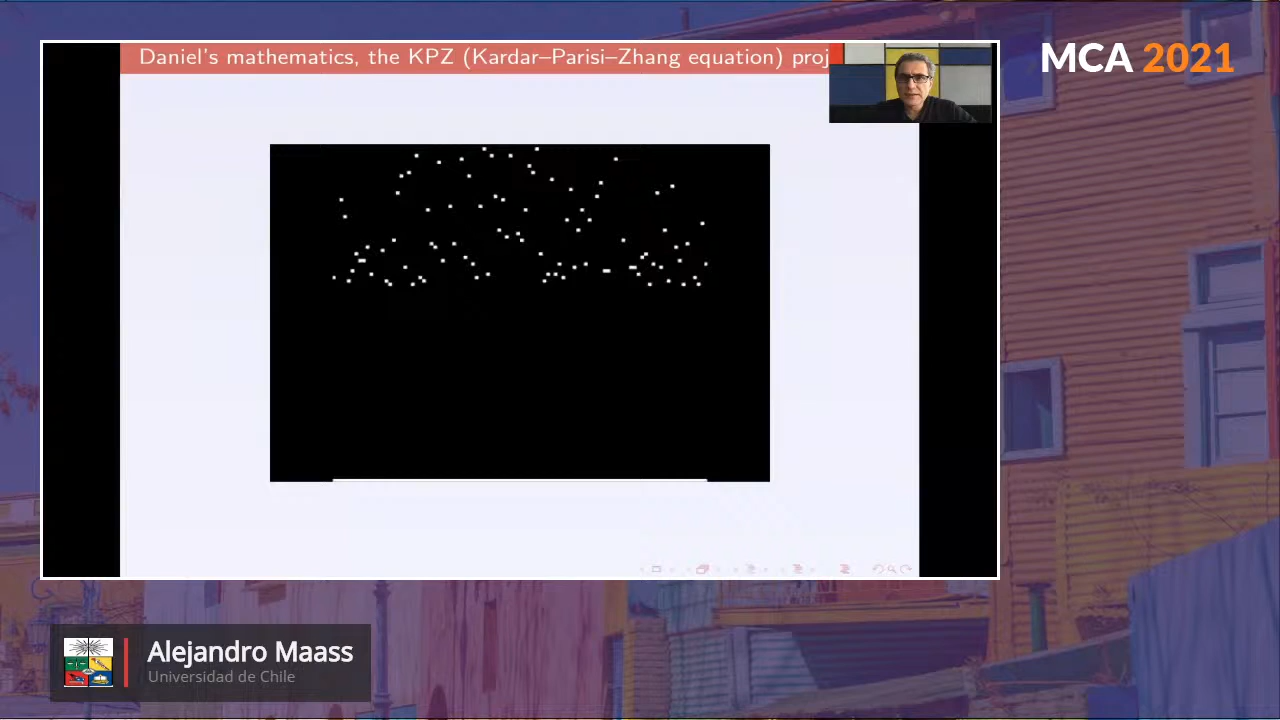 Daniel's mathematics, the KPZ (Kardar–Parisi–Zhang equation) proj
MCA 2021
Alejandro Maass
Universidad de Chile